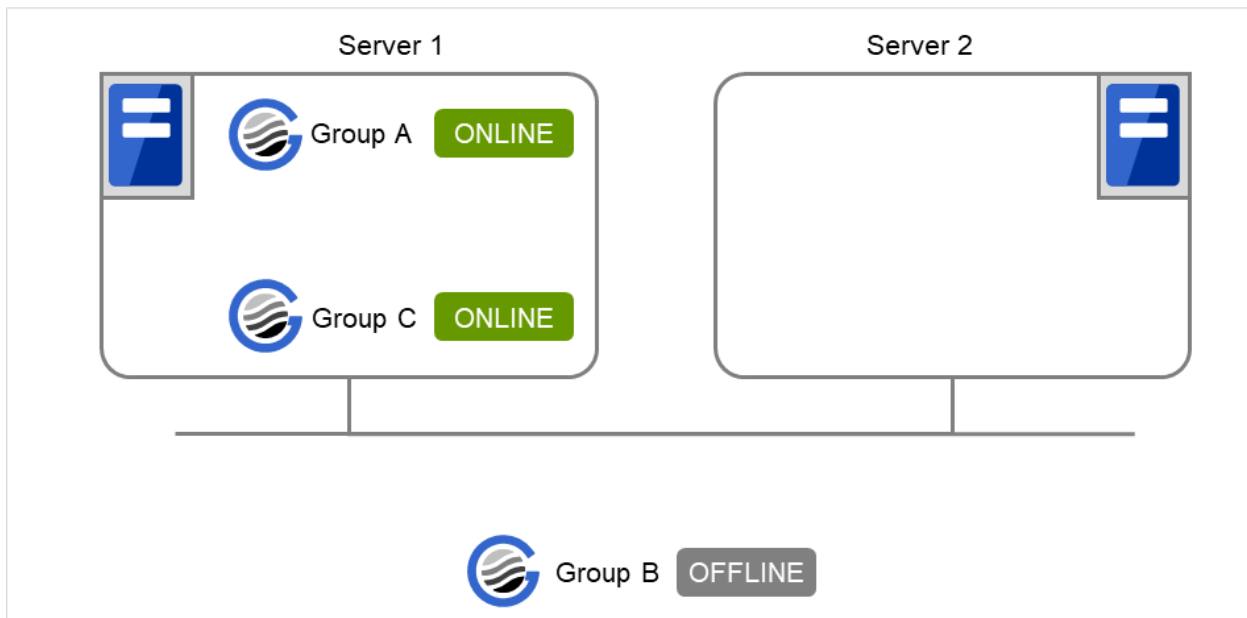 Server 1
Server 2
Group A ONLINE
Group C ONLINE
Group B OFFLINE